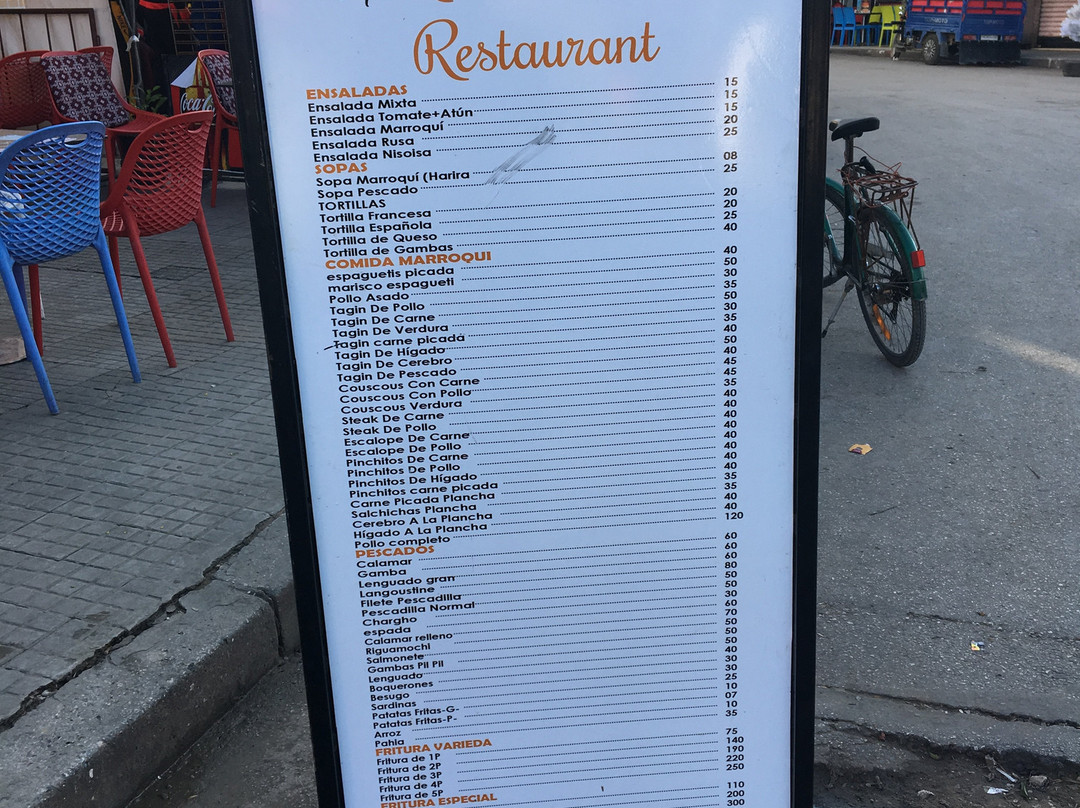 Restaurant
ENSALADAS
Ensalada Mixta 15
Ensalada Tomate+Atún 15
Ensalada Marroquí 15
Ensalada Rusa 20
Ensalada Nisoisa 25
SOPAS
Sopa Marroquí (Harira 08
Sopa Pescado 25
TORTILLAS
Tortilla Francesa 20
Tortilla Española 20
Tortilla de Queso 25
Tortilla de Gambas 40
COMIDA MARROQUI
espaguetis picada 40
marisco espagueti 50
Pollo Asado 30
Tagin De Pollo 35
Tagin De Carne 50
Tagin De Verdura 30
Tagin carne picada 35
Tagin De Hígado 40
Tagin De Cerebro 50
Tagin De Pescado 40
Couscous Con Carne 45
Couscous Con Pollo 45
Couscous Verdura 35
Steak De Carne 40
Steak De Pollo 40
Escalope De Carne 40
Escalope De Pollo 40
Pinchitos De Carne 40
Pinchitos De Pollo 40
Pinchitos De Hígado 40
Pinchitos carne picada 40
Carne Picada Plancha 35
Salchichas Plancha 35
Cerebro A La Plancha 40
Hígado A La Plancha 40
Pollo completo 120
PESCADOS
Calamar 60
Gamba 60
Lenguado gran 60
Langoustine 80
Filete Pescadilla 50
Pescadilla Normal 50
Chargho 30
espada 60
Calamar relleno 70
Riguamochi 50
Salmonete 50
Gambas Pil Pil 50
Lenguado 40
Boquerones 30
Besugo 30
Sardinas 25
Patatas Fritas-G- 10
Patatas Fritas-P- 07
Arroz 10
Pahia 35
FRITURA VARIEDA
Fritura de 1P 75
Fritura de 2P 140
Fritura de 3P 190
Fritura de 4P 220
Fritura de 5P 250
FRITURA ESPECIAL
110
200
300